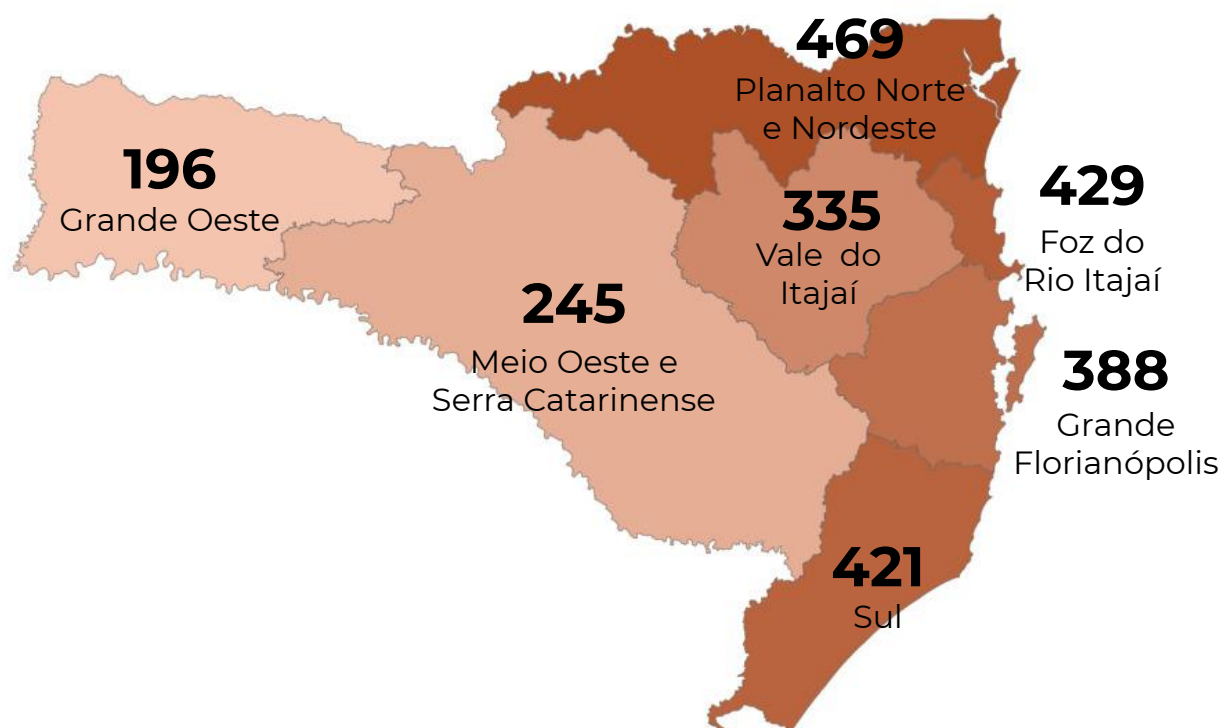 469
Planalto Norte
e Nordeste
196
Grande Oeste
335
Vale do
Itajaí
429
Foz do
Rio Itajaí
245
Meio Oeste e
Serra Catarinense
388
Grande
Florianópolis
421
Sul